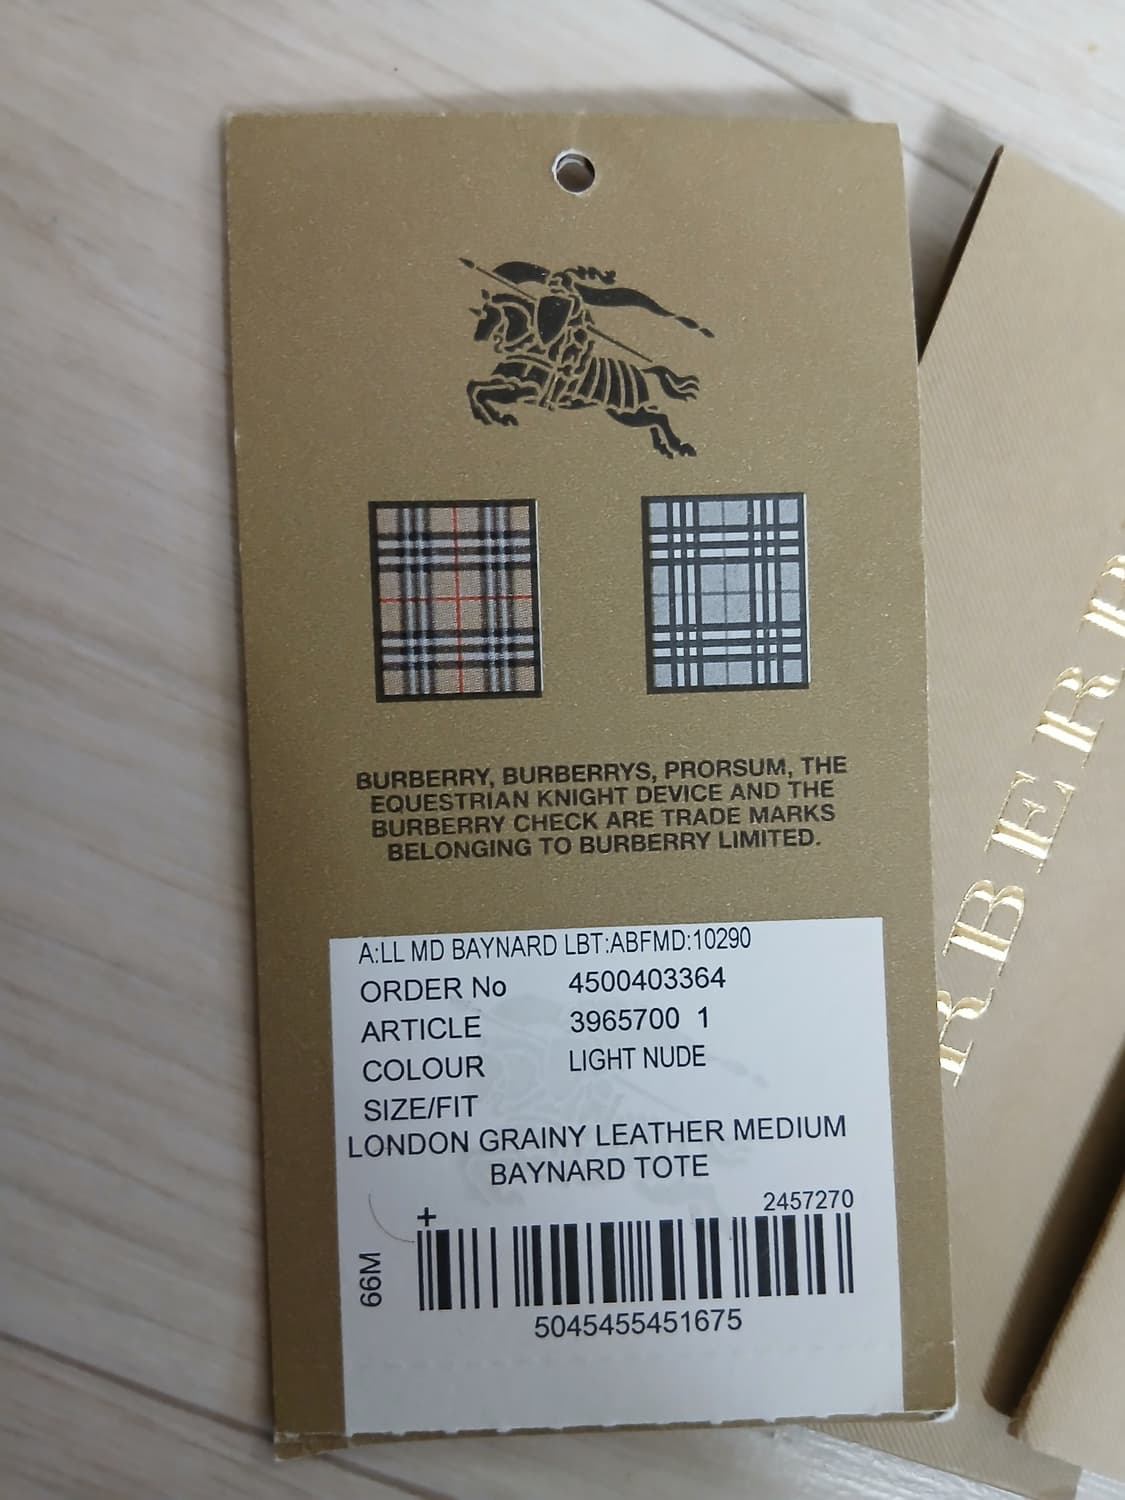 BURBERRY, BURBERRYS, PRORSUM, THE
EQUESTRIAN KNIGHT DEVICE AND THE
BURBERRY CHECK ARE TRADE MARKS
BELONGING TO BURBERRY LIMITED.
A:LL MD BAYNARD LBT:ABFMD:10290
ORDER No 4500403364
ARTICLE 3965700 1
COLOUR LIGHT NUDE
SIZE/FIT
LONDON GRAINY LEATHER MEDIUM
BAYNARD TOTE
+ 2457270
66M
5045455451675
RBERR